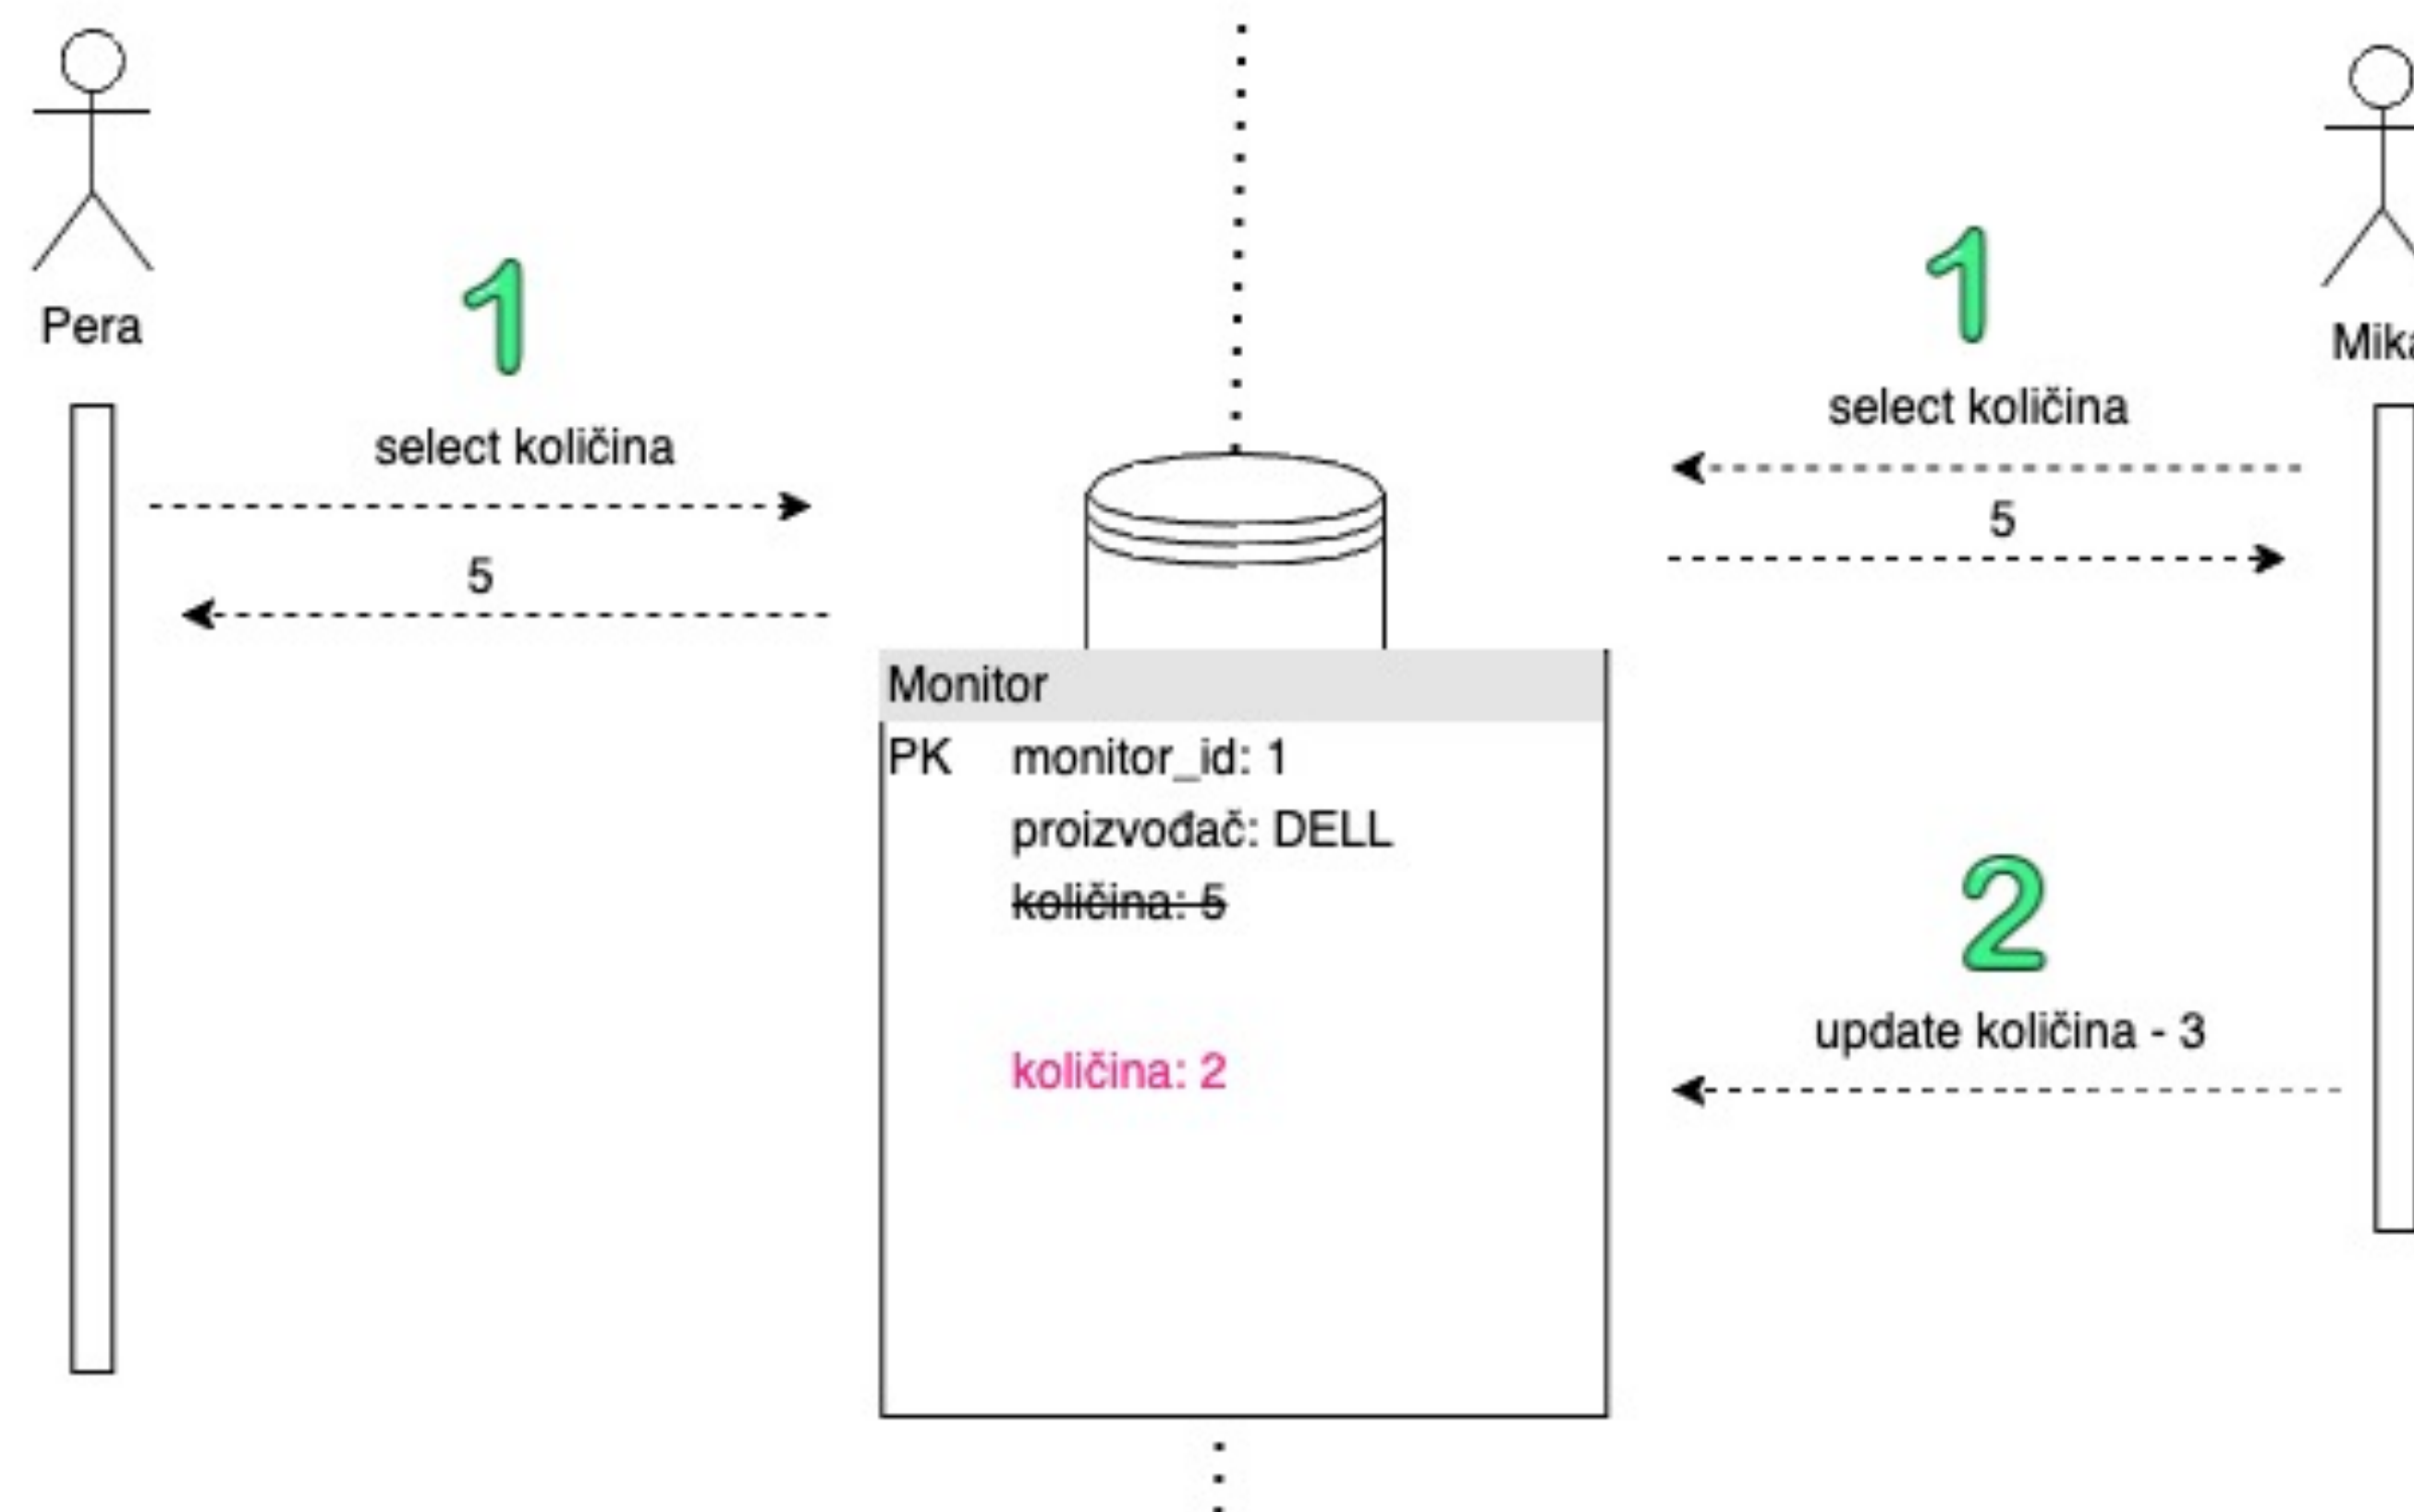 Pera
1
select količina
5
1
Mika
select količina
5
Monitor
PK monitor_id: 1
proizvođač: DELL
količina: 5
količina: 2
2
update količina - 3